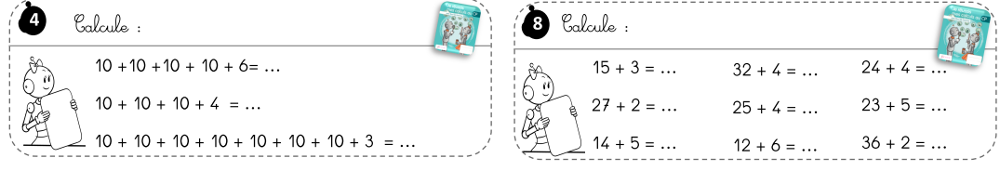 4
Calcule :
10 +10 +10 + 10 + 6= ...
10 + 10 + 10 + 4 = ...
10 + 10 + 10 + 10 + 10 + 10 + 10 + 3 = ...
8
Calcule :
15 + 3 = ... 32 + 4 = ... 24 + 4 = ...
27 + 2 = ... 25 + 4 = ... 23 + 5 = ...
14 + 5 = ... 12 + 6 = ... 36 + 2 = ...